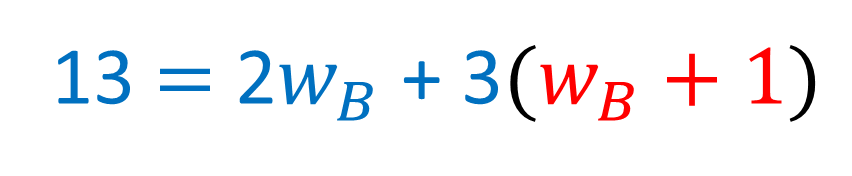 13 = 2w_B + 3(w_B + 1)